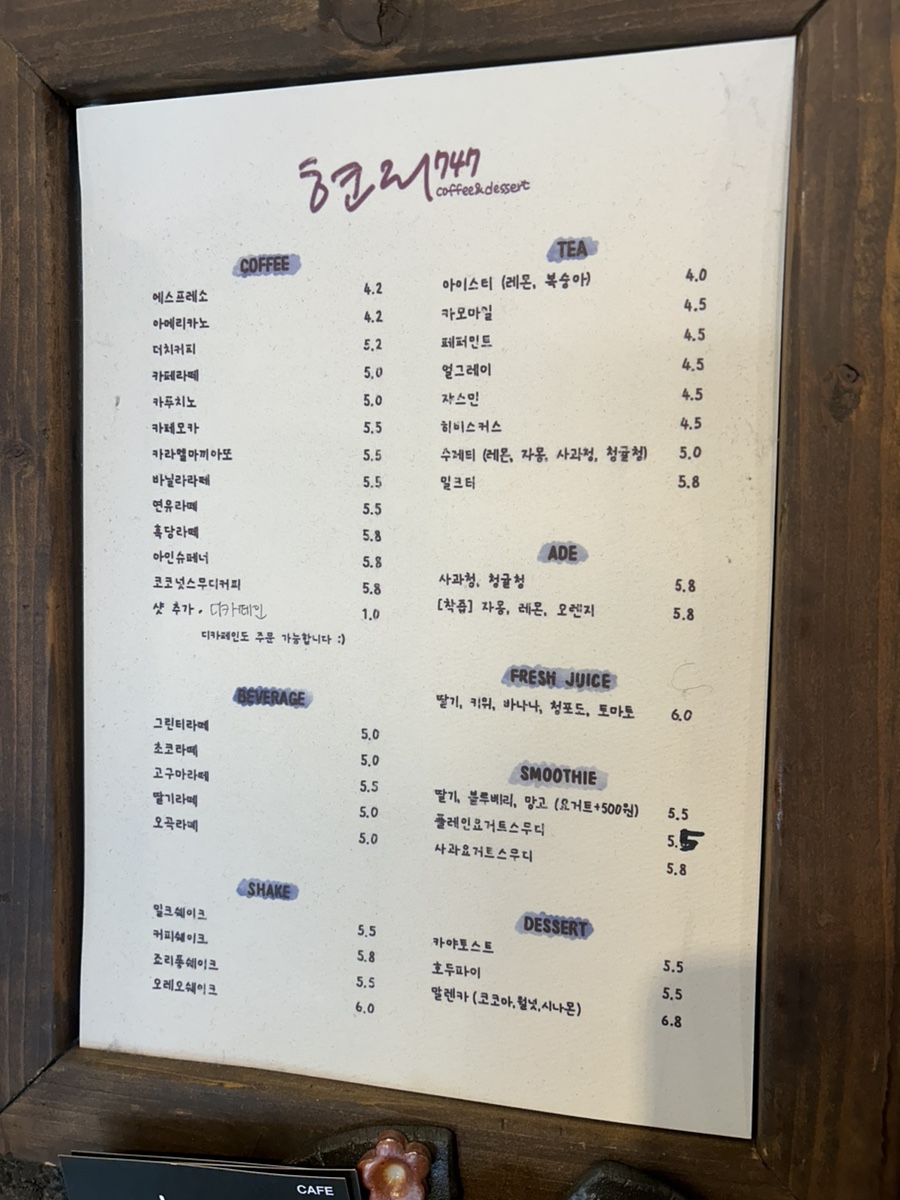 현리747
coffee&dessert
COFFEE
에스프레소 4.2
아메리카노 4.2
더치커피 5.2
카페라떼 5.0
카푸치노 5.0
카페모카 5.5
카라멜마끼아또 5.5
바닐라라떼 5.5
연유라떼 5.5
흑당라떼 5.8
아인슈페너 5.8
코코넛스무디커피 5.8
샷 추가, 디카페인 1.0
디카페인도 주문 가능합니다 :)
BEVERAGE
그린티라떼 5.0
초코라떼 5.0
고구마라떼 5.5
딸기라떼 5.0
오곡라떼 5.0
SHAKE
밀크쉐이크 5.5
커피쉐이크 5.8
죠리퐁쉐이크 5.5
오레오쉐이크 6.0
TEA
아이스티 (레몬, 복숭아) 4.0
카모마일 4.5
페퍼민트 4.5
얼그레이 4.5
쟈스민 4.5
히비스커스 4.5
수제티 (레몬, 자몽, 사과청, 청귤청) 5.0
밀크티 5.8
ADE
사과청, 청귤청 5.8
[착즙] 자몽, 레몬, 오렌지 5.8
FRESH JUICE
딸기, 키위, 바나나, 청포도, 토마토 6.0
SMOOTHIE
딸기, 블루베리, 망고 (요거트+500원) 5.5
플레인요거트스무디 5.5
사과요거트스무디 5.8
DESSERT
카야토스트 5.5
호두파이 5.5
말렌카 (코코아,월넛,시나몬) 6.8
CAFE